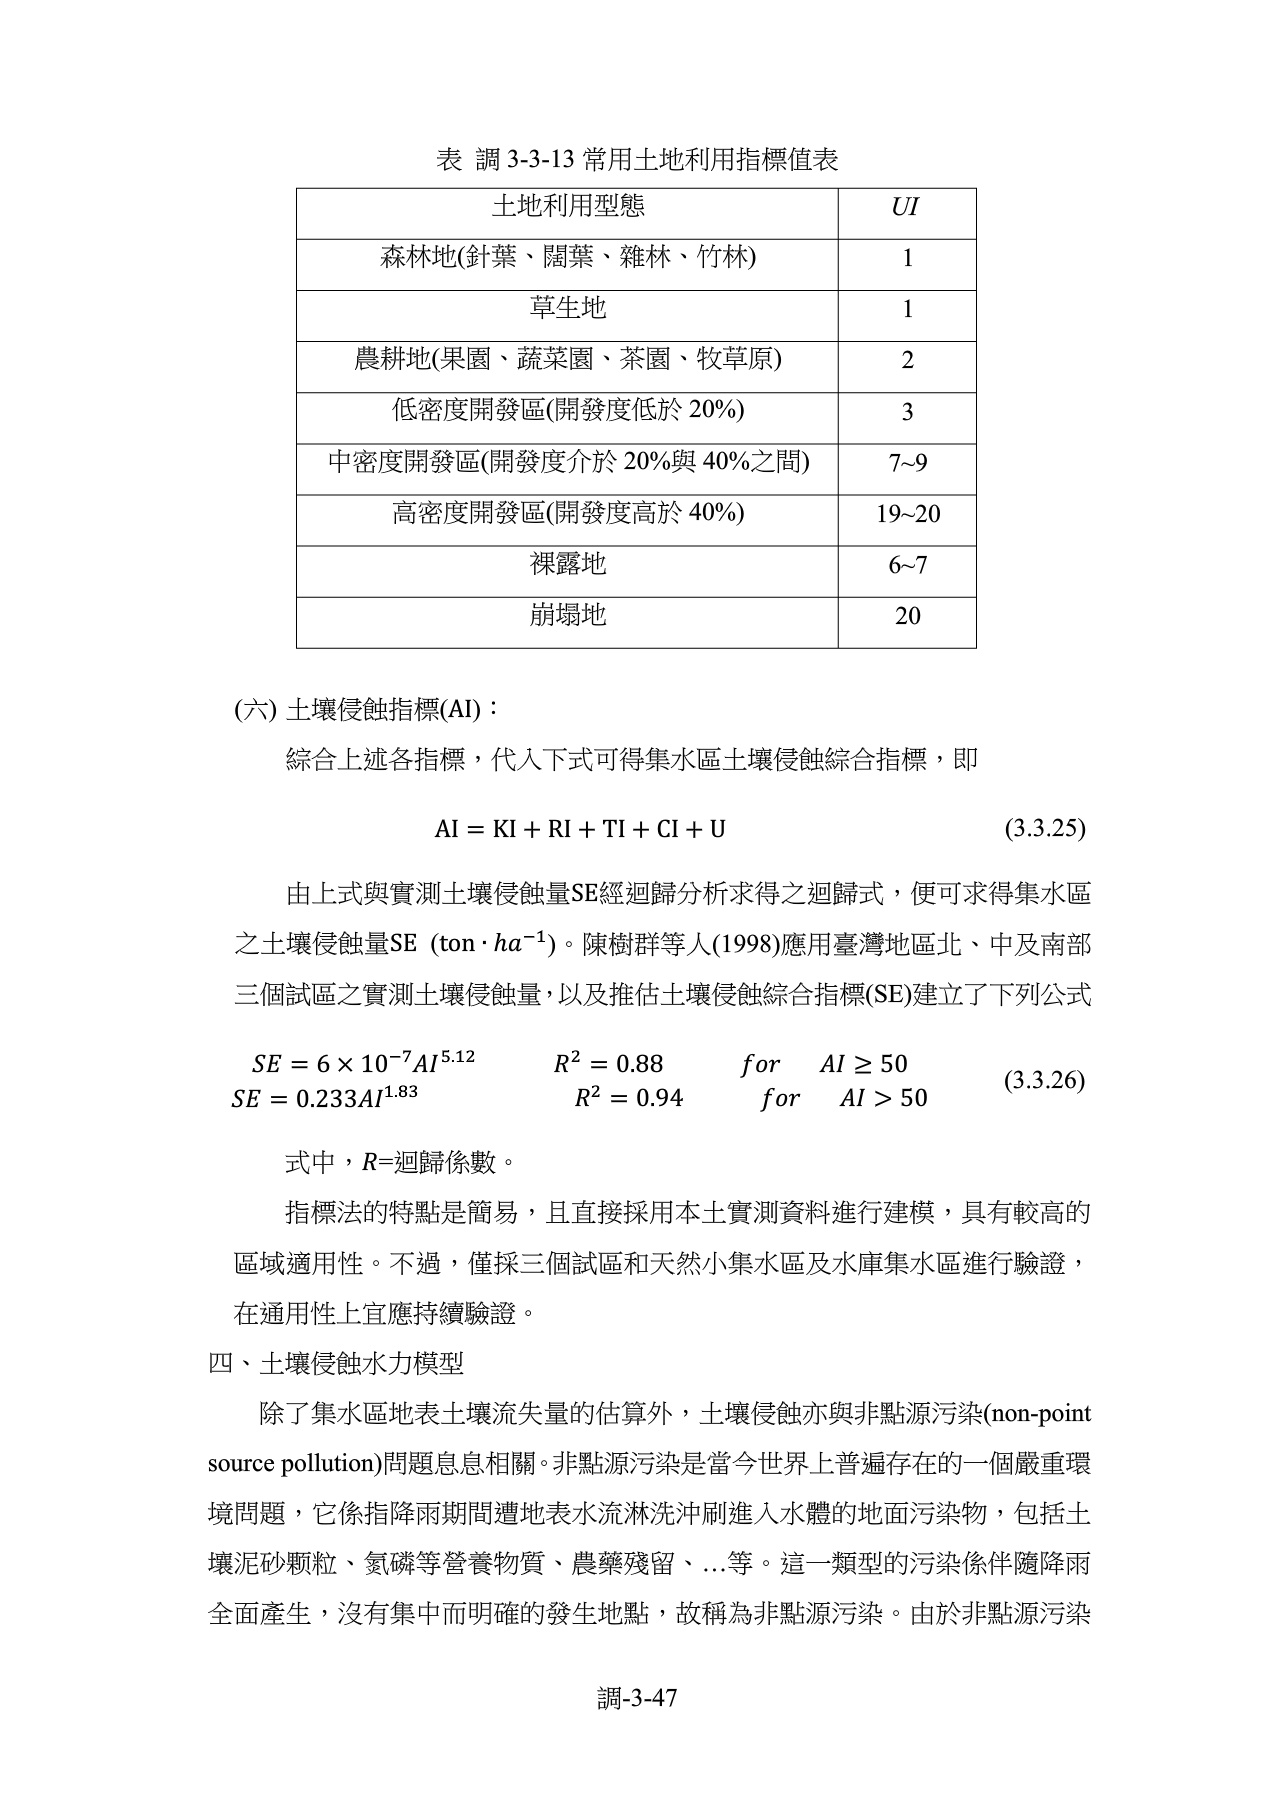 表 調 3-3-13 常用土地利用指標值表
土地利用型態 UI
森林地(針葉、闊葉、雜林、竹林) 1
草生地 1
農耕地(果園、蔬菜園、茶園、牧草原) 2
低密度開發區(開發度低於 20%) 3
中密度開發區(開發度介於 20%與 40%之間) 7~9
高密度開發區(開發度高於 40%) 19~20
裸露地 6~7
崩塌地 20
(六) 土壤侵蝕指標(AI)：
綜合上述各指標，代入下式可得集水區土壤侵蝕綜合指標，即
AI = KI + RI + TI + CI + U (3.3.25)
由上式與實測土壤侵蝕量SE經迴歸分析求得之迴歸式，便可求得集水區
之土壤侵蝕量SE (ton · ha⁻¹)。陳樹群等人(1998)應用臺灣地區北、中及南部
三個試區之實測土壤侵蝕量，以及推估土壤侵蝕綜合指標(SE)建立了下列公式
SE = 6 × 10⁻⁷AI^5.12 R² = 0.88 for AI ≥ 50
SE = 0.233AI^1.83 R² = 0.94 for AI > 50 (3.3.26)
式中，R=迴歸係數。
指標法的特點是簡易，且直接採用本土實測資料進行建模，具有較高的
區域適用性。不過，僅採三個試區和天然小集水區及水庫集水區進行驗證，
在通用性上宜應持續驗證。
四、土壤侵蝕水力模型
除了集水區地表土壤流失量的估算外，土壤侵蝕亦與非點源污染(non-point
source pollution)問題息息相關。非點源污染是當今世界上普遍存在的一個嚴重環
境問題，它係指降雨期間遭地表水流淋洗沖刷進入水體的地面污染物，包括土
壤泥砂顆粒、氮磷等營養物質、農藥殘留、…等。這一類型的污染係伴隨降雨
全面產生，沒有集中而明確的發生地點，故稱為非點源污染。由於非點源污染
調-3-47